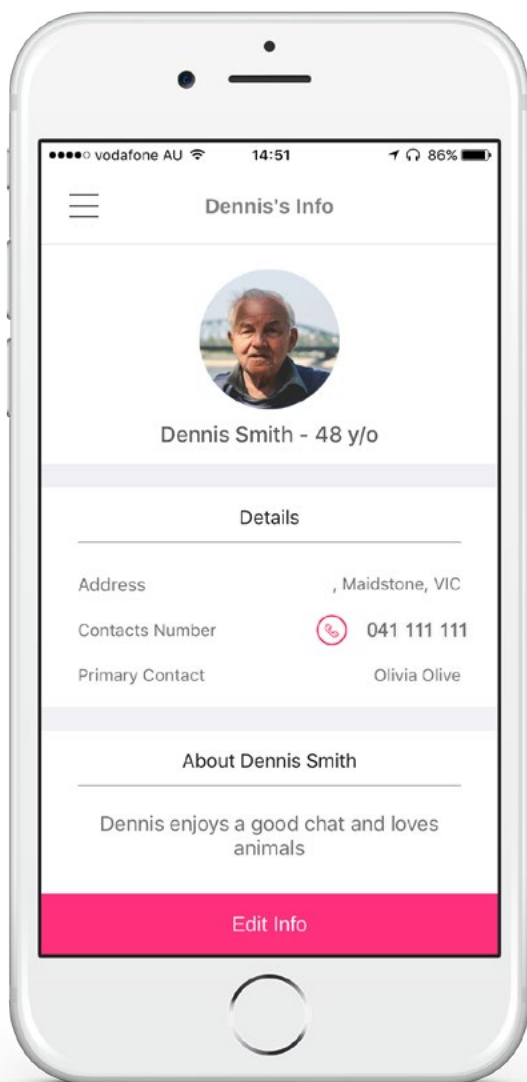 vodafone AU 14:51 86%
Dennis's Info
Dennis Smith - 48 y/o
Details
Address , Maidstone, VIC
Contacts Number 041 111 111
Primary Contact Olivia Olive
About Dennis Smith
Dennis enjoys a good chat and loves
animals
Edit Info